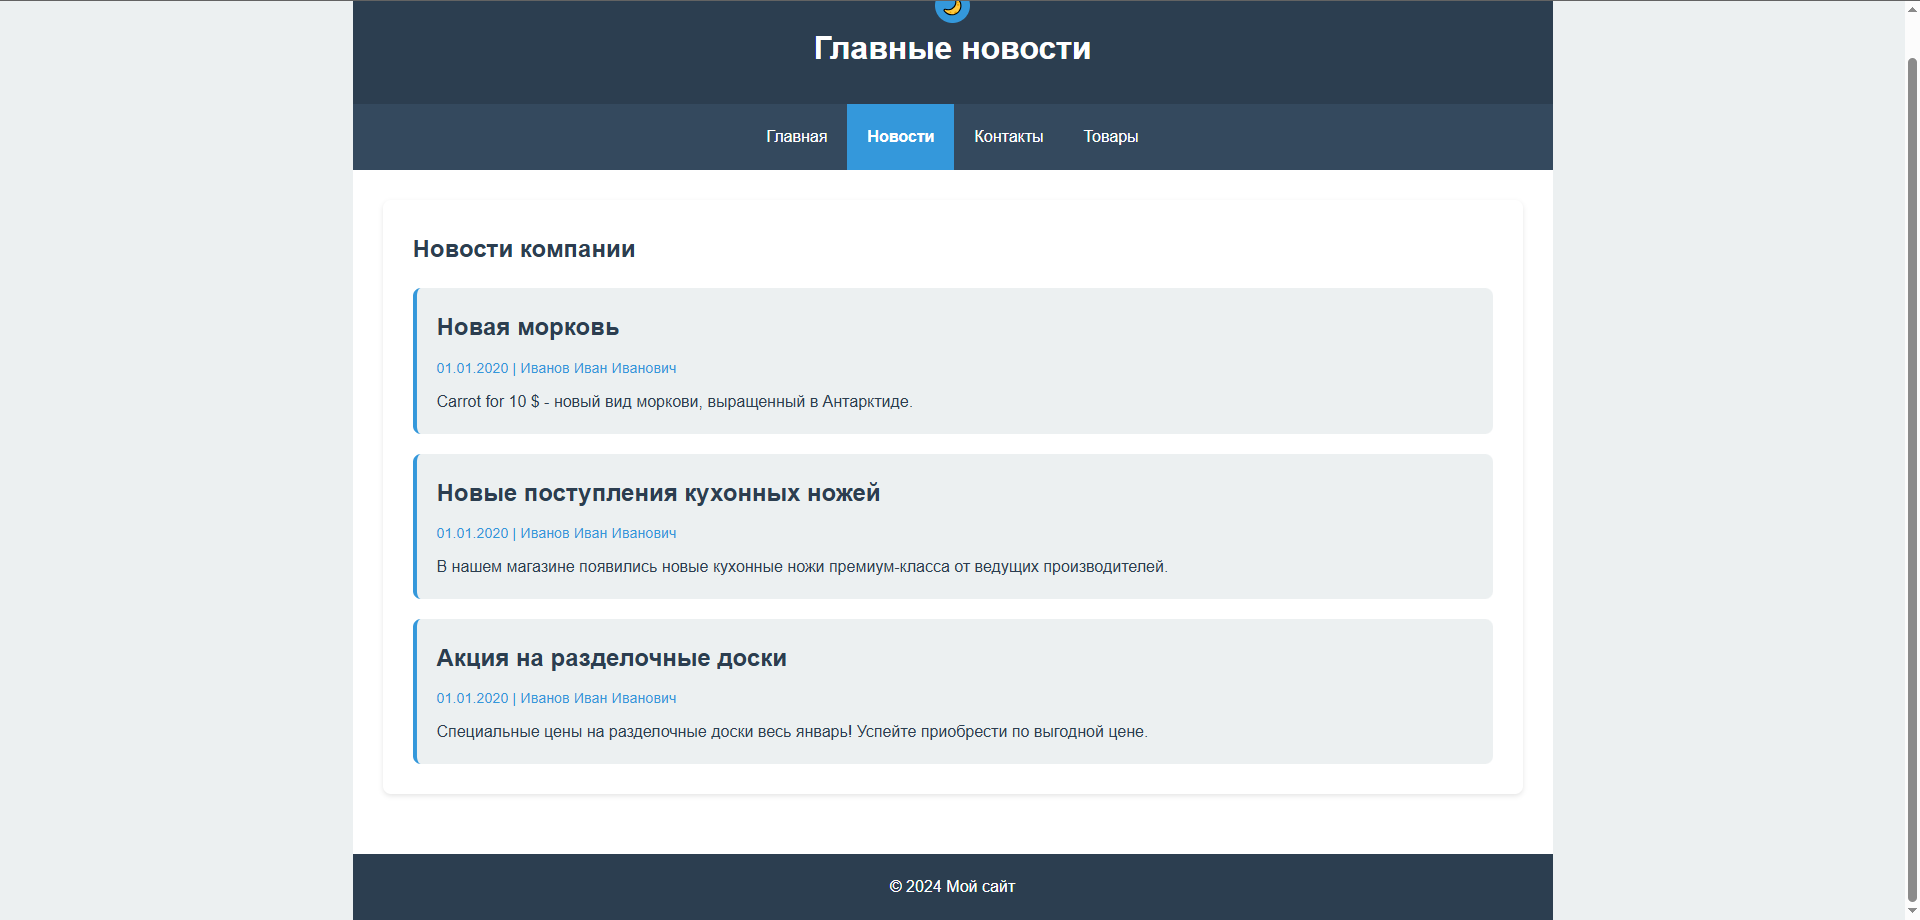 Главные новости
Главная Новости Контакты Товары
Новости компании
Новая морковь
01.01.2020 | Иванов Иван Иванович
Carrot for 10 $ - новый вид моркови, выращенный в Антарктиде.
Новые поступления кухонных ножей
01.01.2020 | Иванов Иван Иванович
В нашем магазине появились новые кухонные ножи премиум-класса от ведущих производителей.
Акция на разделочные доски
01.01.2020 | Иванов Иван Иванович
Специальные цены на разделочные доски весь январь! Успейте приобрести по выгодной цене.
© 2024 Мой сайт